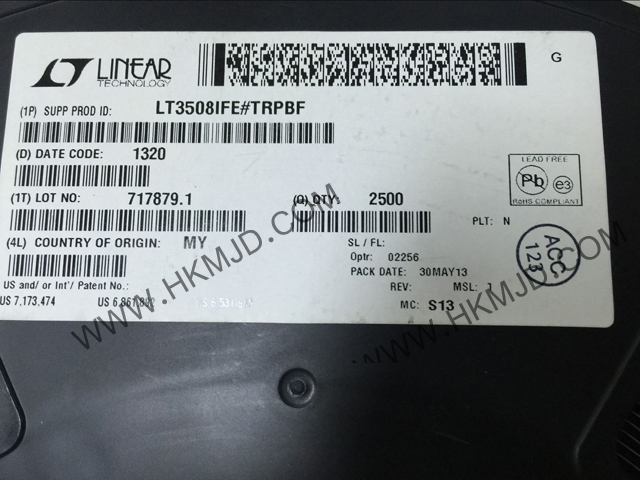 LINEAR
TECHNOLOGY
G
(1P) SUPP PROD ID: LT3508IFE#TRPBF
(D) DATE CODE: 1320
LEAD FREE
Pb e3
RoHS COMPLIANT
(1T) LOT NO: 717879.1 (Q) QTY: 2500
PLT: N
(4L) COUNTRY OF ORIGIN: MY
SL / FL:
Optr: 02256
ACC
123
PACK DATE: 30MAY13
US and/ or Int'/ Patent No.:
REV: MSL:
US 7,173,474 US 6,861,
MC: S13
WWW.HKMJD.COM
WWW.HKMJD.COM